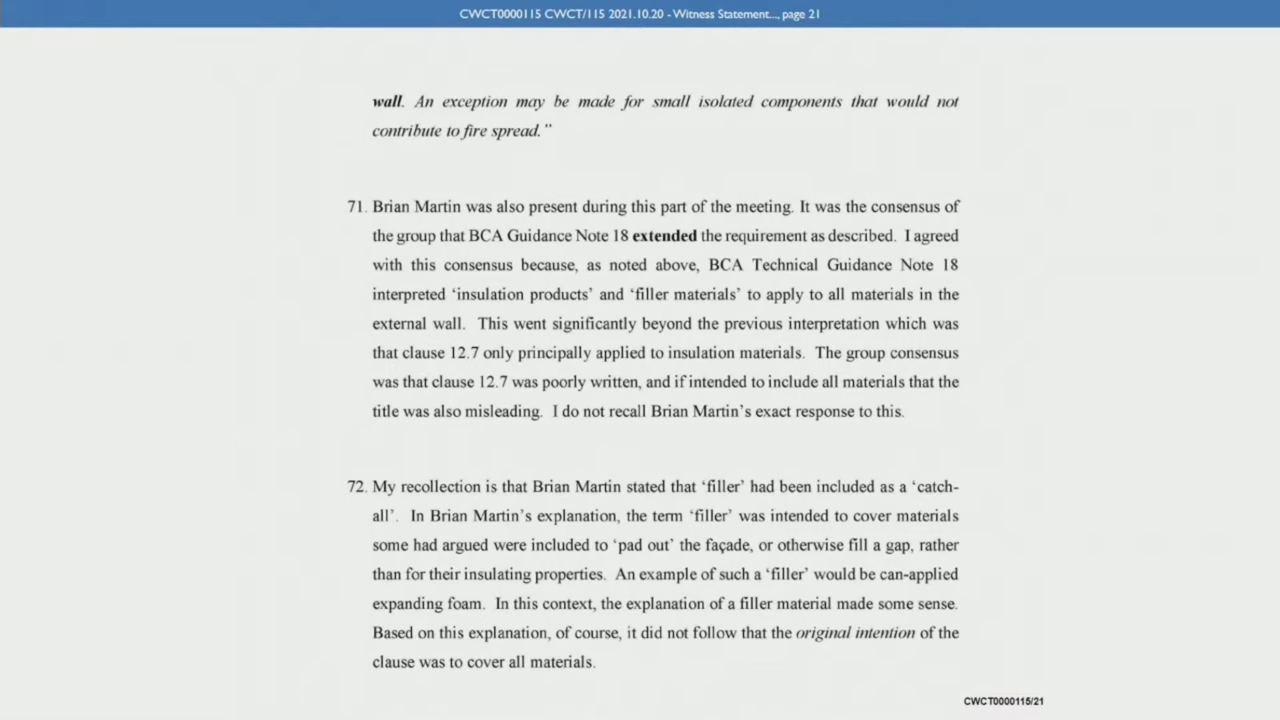 CWCT0000115 CWCT/115 2021.10.20 - Witness Statement..., page 21
wall. An exception may be made for small isolated components that would not
contribute to fire spread.”
71. Brian Martin was also present during this part of the meeting. It was the consensus of
the group that BCA Guidance Note 18 extended the requirement as described. I agreed
with this consensus because, as noted above, BCA Technical Guidance Note 18
interpreted ‘insulation products’ and ‘filler materials’ to apply to all materials in the
external wall. This went significantly beyond the previous interpretation which was
that clause 12.7 only principally applied to insulation materials. The group consensus
was that clause 12.7 was poorly written, and if intended to include all materials that the
title was also misleading. I do not recall Brian Martin’s exact response to this.
72. My recollection is that Brian Martin stated that ‘filler’ had been included as a ‘catch-
all’. In Brian Martin’s explanation, the term ‘filler’ was intended to cover materials
some had argued were included to ‘pad out’ the façade, or otherwise fill a gap, rather
than for their insulating properties. An example of such a ‘filler’ would be can-applied
expanding foam. In this context, the explanation of a filler material made some sense.
Based on this explanation, of course, it did not follow that the original intention of the
clause was to cover all materials.
CWCT0000115/21